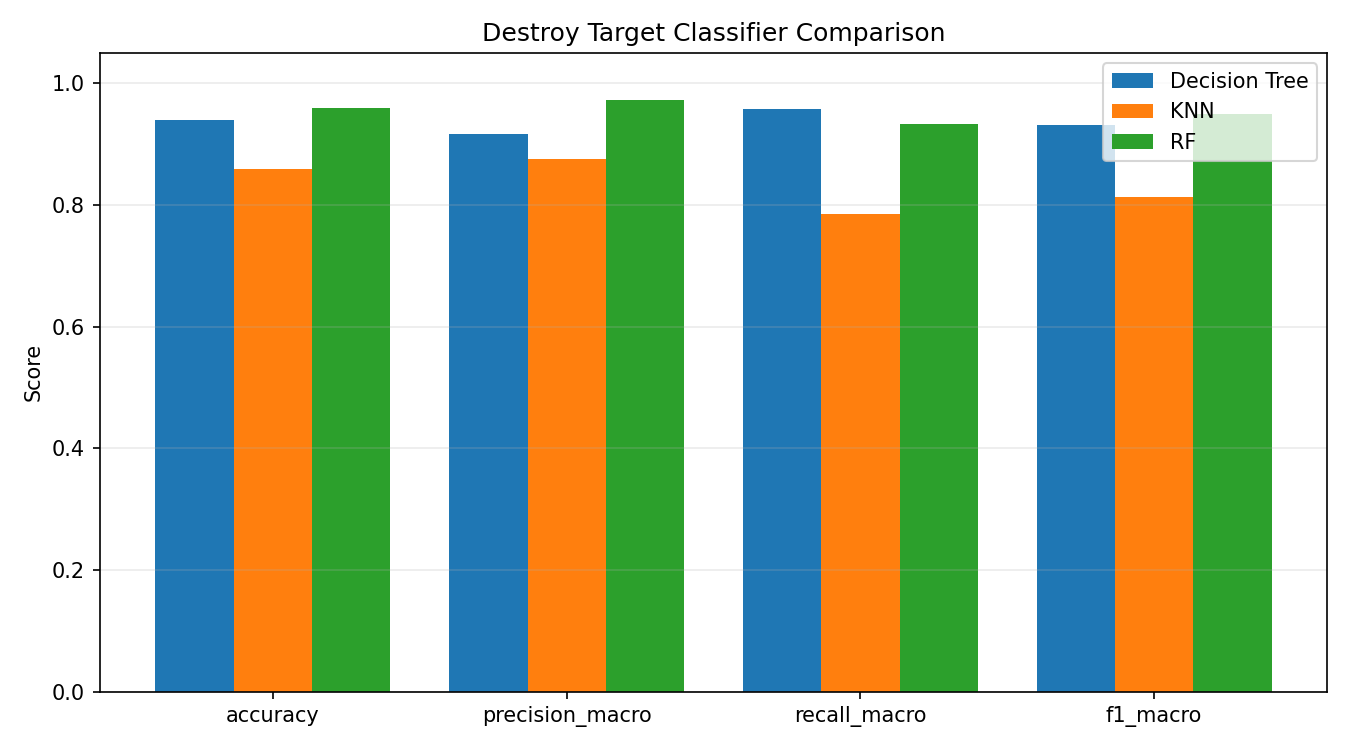 Destroy Target Classifier Comparison
Decision Tree
KNN
RF
Score
1.0
0.8
0.6
0.4
0.2
0.0
accuracy precision_macro recall_macro f1_macro